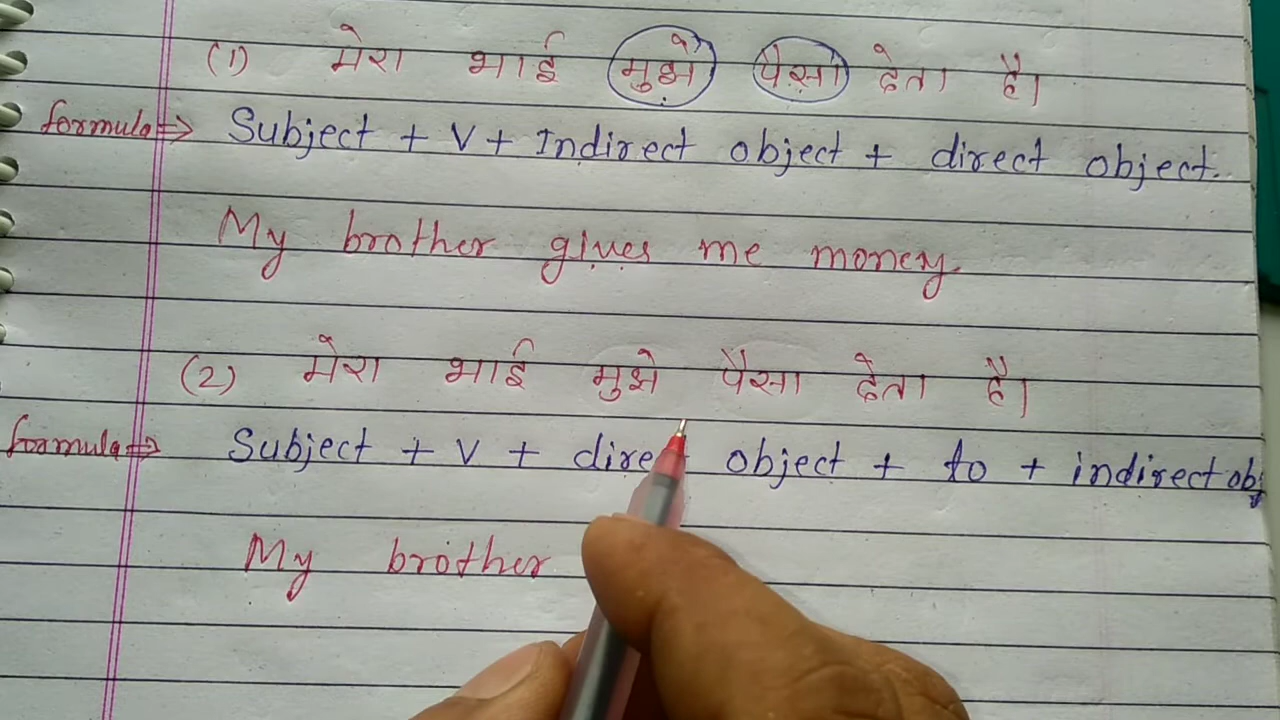 (1) मेरा भाई मुझे पैसा देता है।
formula⇒ Subject + V + Indirect object + direct object.
My brother gives me money.
(2) मेरा भाई मुझे पैसा देता है।
formula⇒ Subject + V + direct object + to + indirect obj
My brother